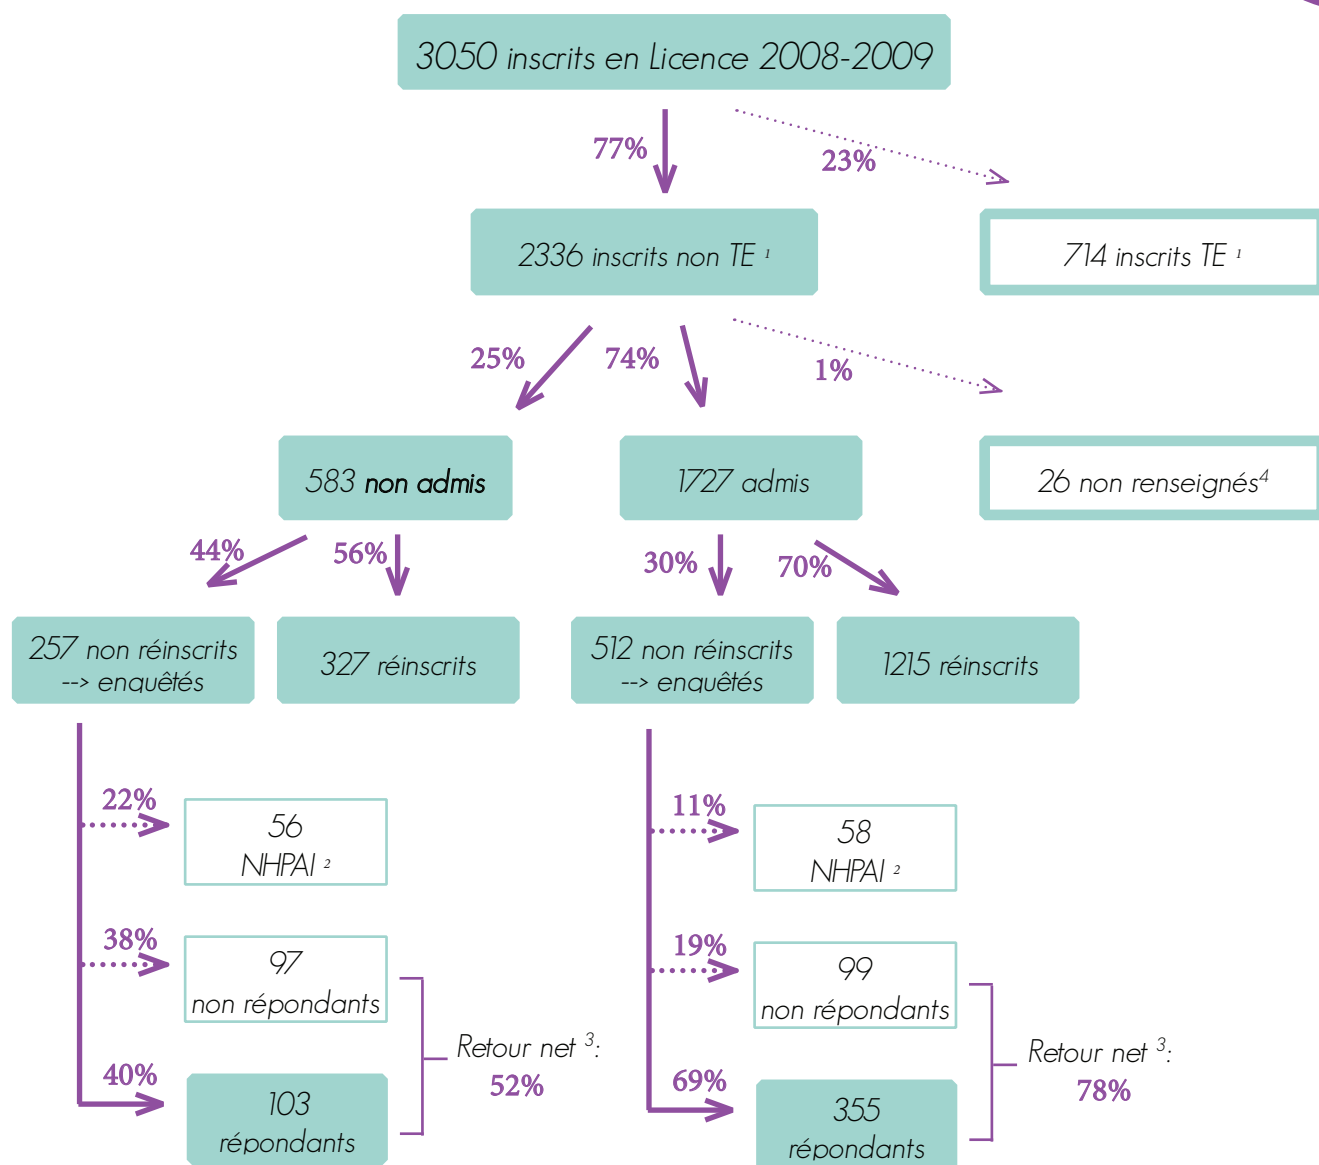 3050 inscrits en Licence 2008-2009
77%
23%
2336 inscrits non TE ¹
714 inscrits TE ¹
25%
74%
1%
583 non admis
1727 admis
26 non renseignés⁴
44%
56%
30%
70%
257 non réinscrits
--> enquêtés
327 réinscrits
512 non réinscrits
--> enquêtés
1215 réinscrits
22%
56
NHPAI ²
11%
58
NHPAI ²
38%
97
non répondants
19%
99
non répondants
Retour net ³:
52%
Retour net ³:
78%
40%
103
répondants
69%
355
répondants